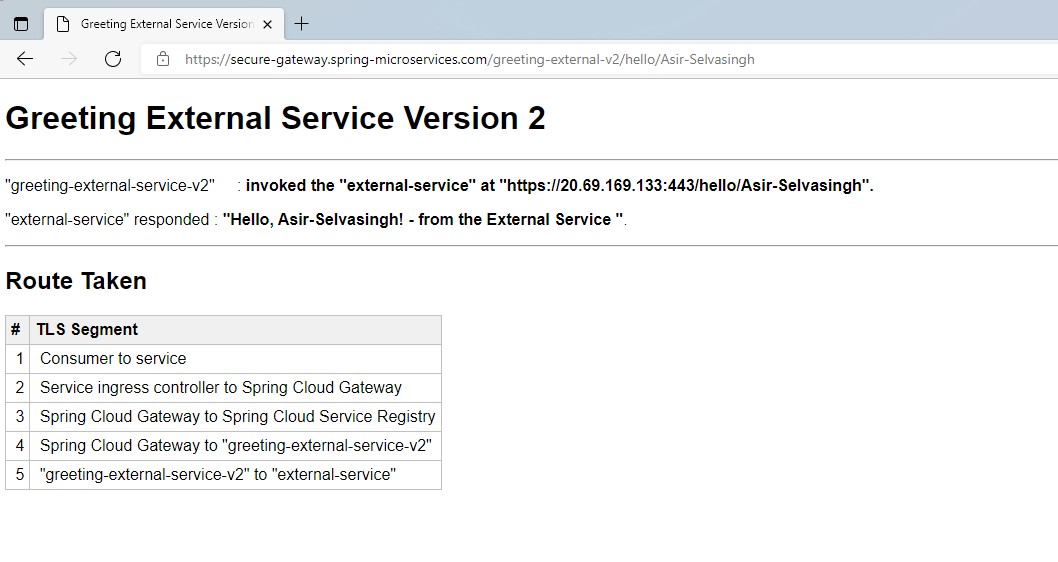 Greeting External Service Version
https://secure-gateway.spring-microservices.com/greeting-external-v2/hello/Asir-Selvasingh
Greeting External Service Version 2
"greeting-external-service-v2" : invoked the "external-service" at "https://20.69.169.133:443/hello/Asir-Selvasingh".
"external-service" responded : "Hello, Asir-Selvasingh! - from the External Service ".
Route Taken
# TLS Segment
1 Consumer to service
2 Service ingress controller to Spring Cloud Gateway
3 Spring Cloud Gateway to Spring Cloud Service Registry
4 Spring Cloud Gateway to "greeting-external-service-v2"
5 "greeting-external-service-v2" to "external-service"